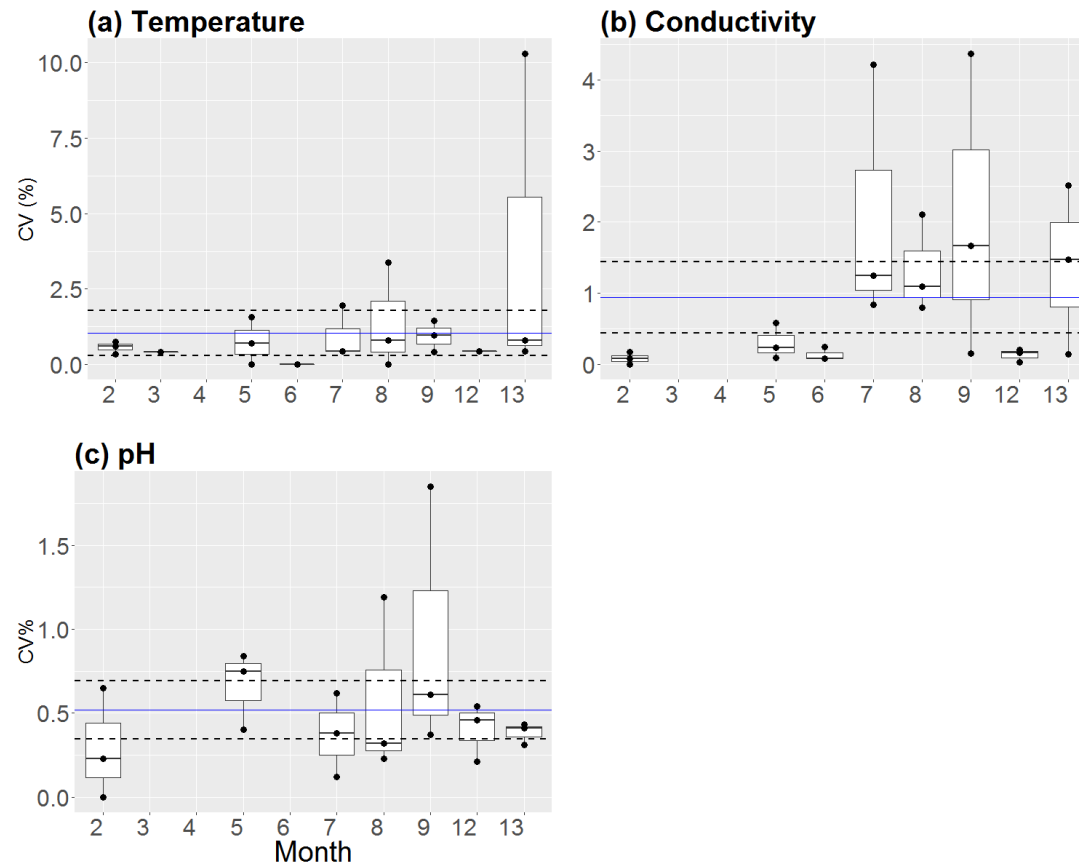 (a) Temperature
(b) Conductivity
CV (%)
10.0
7.5
5.0
2.5
0.0
2 3 4 5 6 7 8 9 12 13
4
3
2
1
0
2 3 4 5 6 7 8 9 12 13
(c) pH
CV%
1.5
1.0
0.5
0.0
2 3 4 5 7 8 9 12 13
Month